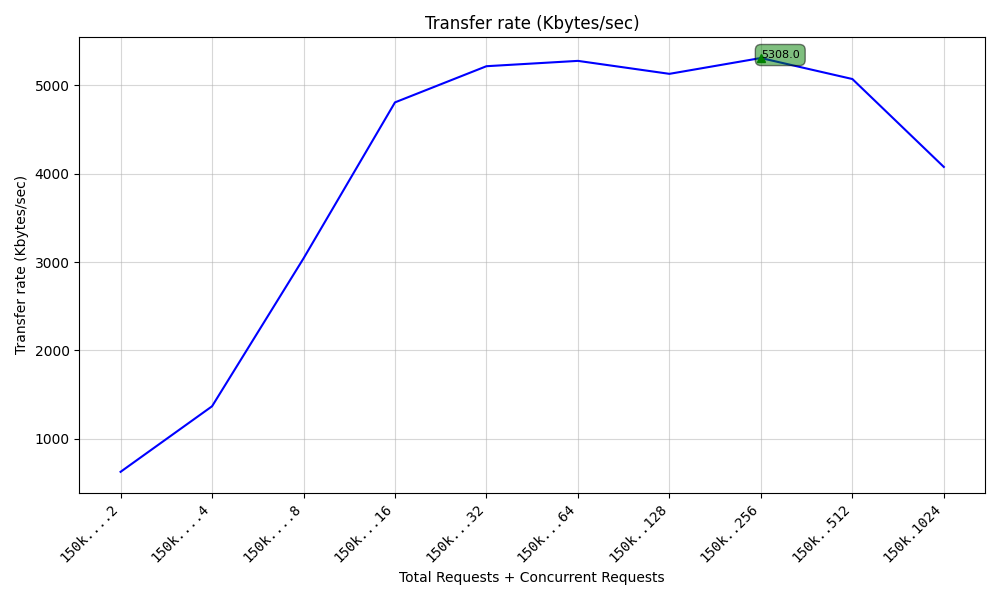 Transfer rate (Kbytes/sec)
5308.0
Transfer rate (Kbytes/sec)
5000
4000
3000
2000
1000
150k....2
150k....4
150k....8
150k...16
150k...32
150k...64
150k..128
150k..256
150k..512
150k.1024
Total Requests + Concurrent Requests